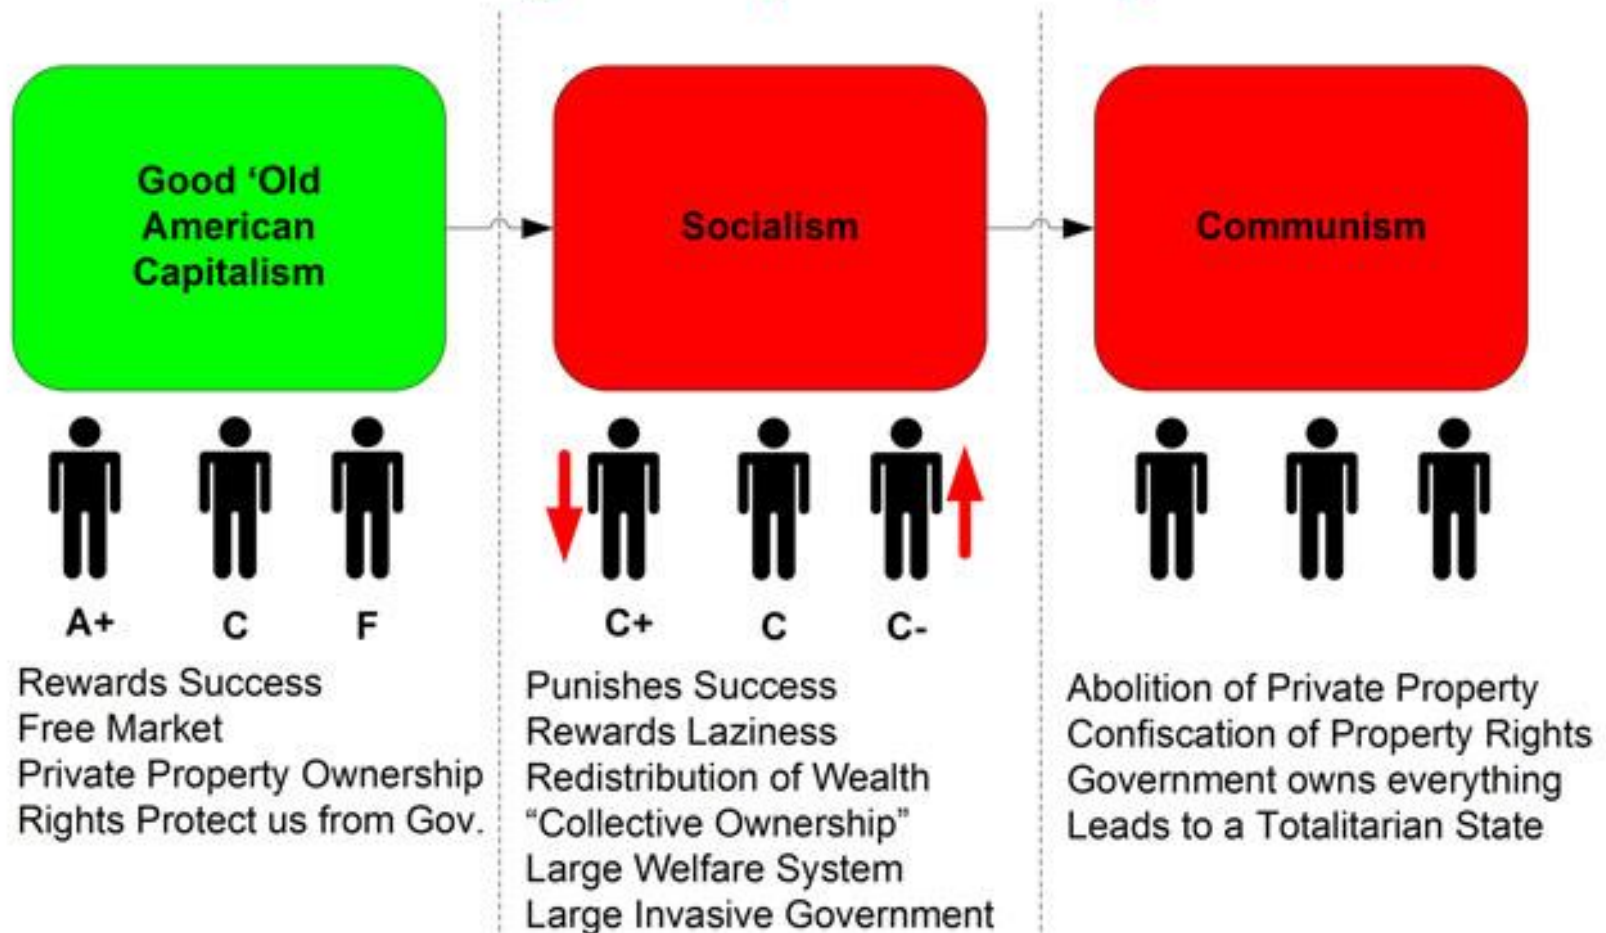 Good ‘Old
American
Capitalism
Socialism
Communism
A+ C F
C+ C C-
Rewards Success
Free Market
Private Property Ownership
Rights Protect us from Gov.
Punishes Success
Rewards Laziness
Redistribution of Wealth
“Collective Ownership”
Large Welfare System
Large Invasive Government
Abolition of Private Property
Confiscation of Property Rights
Government owns everything
Leads to a Totalitarian State